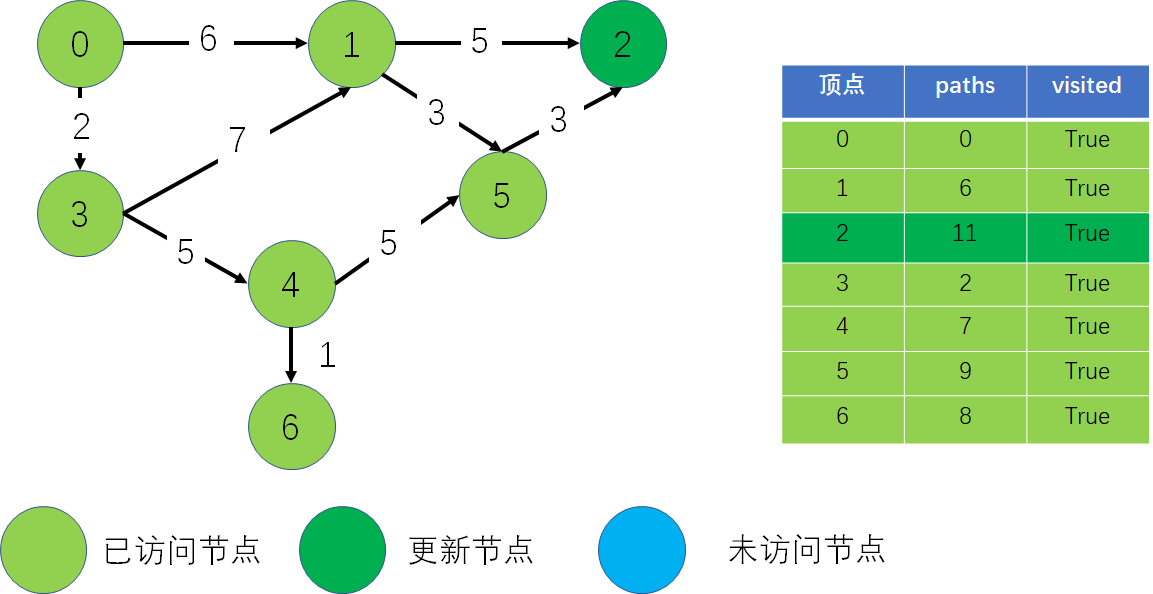 0 6 1 5 2
2
7 3 3
3 5 5
5 4
1
6
顶点 paths visited
0 0 True
1 6 True
2 11 True
3 2 True
4 7 True
5 9 True
6 8 True
已访问节点 更新节点 未访问节点